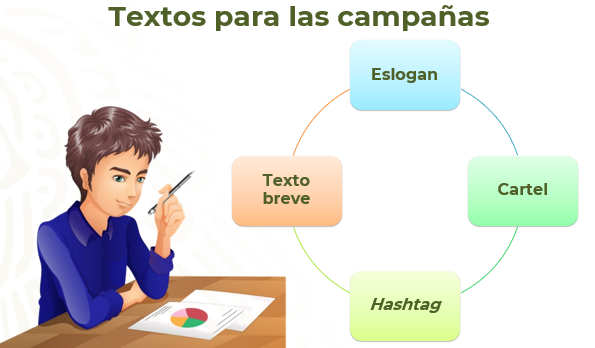 Textos para las campañas
Eslogan
Cartel
Hashtag
Texto
breve